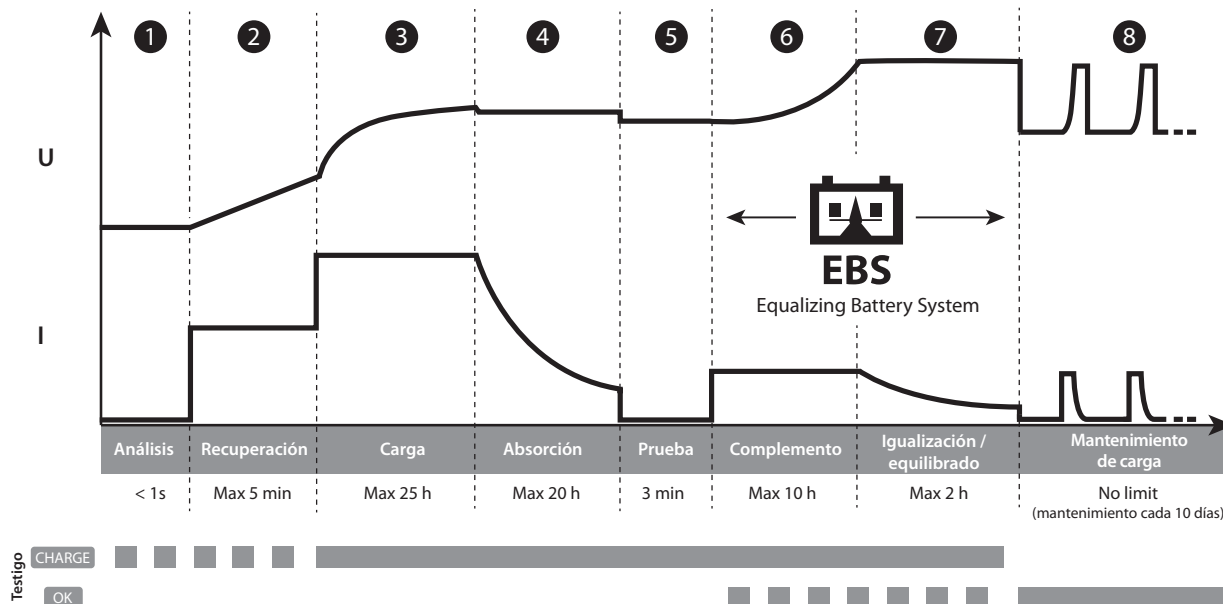 1 2 3 4 5 6 7 8
U
EBS
Equalizing Battery System
I
Análisis Recuperación Carga Absorción Prueba Complemento Igualización / equilibrado Mantenimiento de carga
< 1s Max 5 min Max 25 h Max 20 h 3 min Max 10 h Max 2 h No limit
(mantenimiento cada 10 días)
Testigo
CHARGE
OK